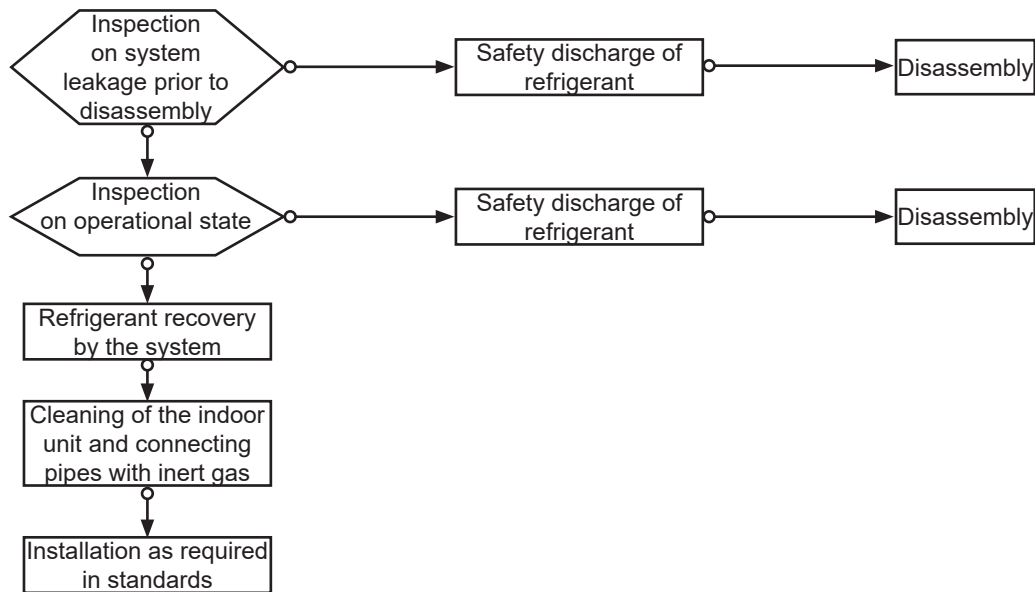 Inspection
on system
leakage prior to
disassembly
Safety discharge of
refrigerant
Disassembly
Inspection
on operational state
Safety discharge of
refrigerant
Disassembly
Refrigerant recovery
by the system
Cleaning of the indoor
unit and connecting
pipes with inert gas
Installation as required
in standards